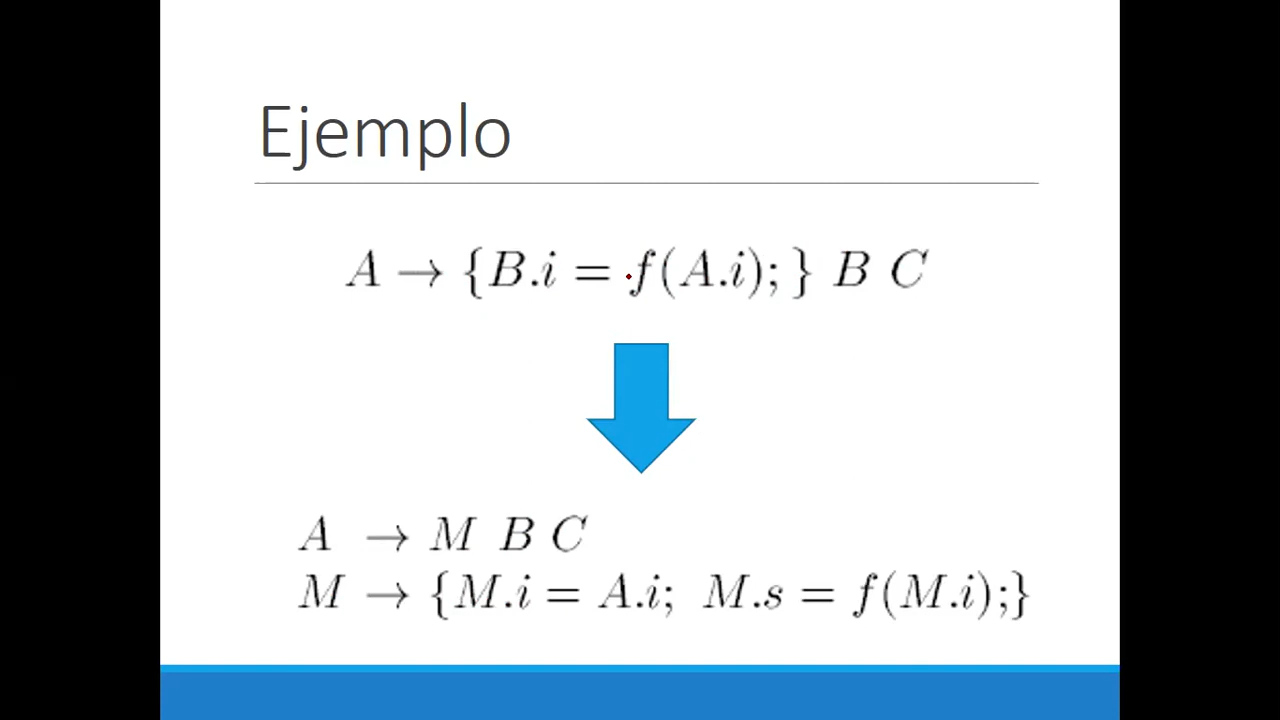 Ejemplo
A → {B.i = f(A.i);} B C
A → M B C
M → {M.i = A.i; M.s = f(M.i);}